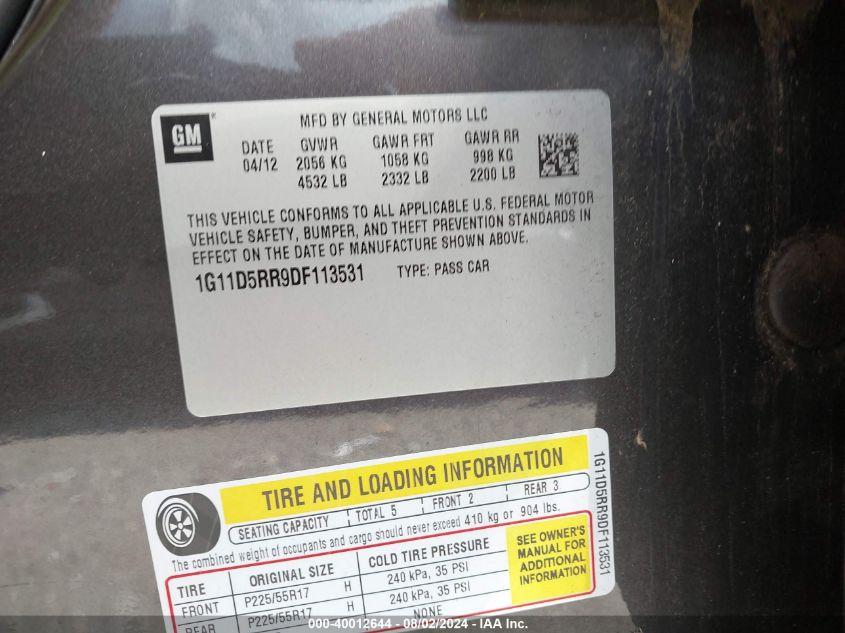 GM
MFD BY GENERAL MOTORS LLC
DATE GVWR GAWR FRT GAWR RR
04/12 2056 KG 1058 KG 998 KG
4532 LB 2332 LB 2200 LB
THIS VEHICLE CONFORMS TO ALL APPLICABLE U.S. FEDERAL MOTOR
VEHICLE SAFETY, BUMPER, AND THEFT PREVENTION STANDARDS IN
EFFECT ON THE DATE OF MANUFACTURE SHOWN ABOVE.
1G11D5RR9DF113531 TYPE: PASS CAR
TIRE AND LOADING INFORMATION
SEATING CAPACITY TOTAL 5 FRONT 2 REAR 3
The combined weight of occupants and cargo should never exceed 410 kg or 904 lbs.
TIRE ORIGINAL SIZE COLD TIRE PRESSURE
FRONT P225/55R17 H 240 kPa, 35 PSI
REAR P225/55R17 H 240 kPa, 35 PSI
NONE
SEE OWNER'S
MANUAL FOR
ADDITIONAL
INFORMATION
1G11D5RR9DF113531
000-40012644 - 08/02/2024 - IAA Inc.